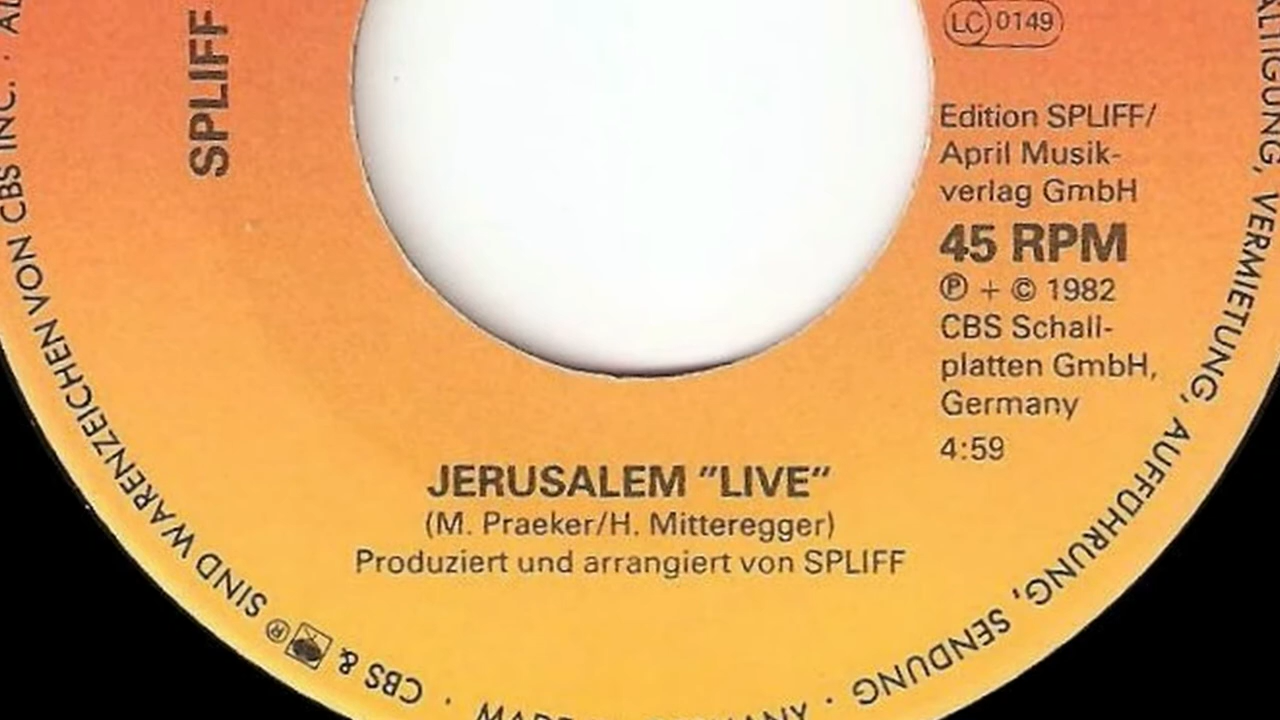 SPLIFF
LC 0149
Edition SPLIFF/
April Musik-
verlag GmbH
45 RPM
Ⓟ + © 1982
CBS Schall-
platten GmbH,
Germany
4:59
JERUSALEM "LIVE"
(M. Praeker/H. Mitteregger)
Produziert und arrangiert von SPLIFF
CBS & ® SIND WARENZEICHEN VON CBS INC. ·
VERMIETUNG, AUFFÜHRUNG, SENDUNG ·